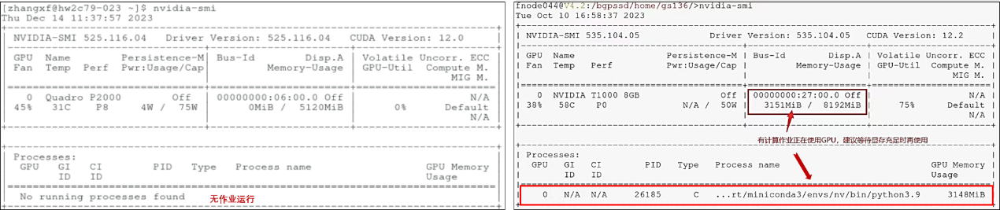 [zhangxf@hw2c79-023 ~]$ nvidia-smi
Thu Dec 14 11:37:57 2023
NVIDIA-SMI 525.116.04 Driver Version: 525.116.04 CUDA Version: 12.0
GPU Name Persistence-M| Bus-Id Disp.A | Volatile Uncorr. ECC
Fan Temp Perf Pwr:Usage/Cap| Memory-Usage | GPU-Util Compute M.
MIG M.
0 Quadro P2000 Off | 00000000:06:00.0 Off | N/A
45% 31C P8 4W / 75W | 0MiB / 5120MiB | 0% Default
N/A
Processes:
GPU GI CI PID Type Process name GPU Memory
ID ID Usage
No running processes found
无作业运行
fnode044@V4.2:/bgpssd/home/gs136/>nvidia-smi
Tue Oct 10 16:58:37 2023
NVIDIA-SMI 535.104.05 Driver Version: 535.104.05 CUDA Version: 12.2
GPU Name Persistence-M | Bus-Id Disp.A | Volatile Uncorr. ECC
Fan Temp Perf Pwr:Usage/Cap | Memory-Usage | GPU-Util Compute M.
MIG M.
0 NVIDIA T1000 8GB Off | 00000000:27:00.0 Off | N/A
38% 58C P0 N/A / 50W | 3151MiB / 8192MiB | 75% Default
N/A
有计算作业正在使用GPU，建议等待显存充足时再使用
Processes:
GPU GI CI PID Type Process name GPU Memory
ID ID Usage
0 N/A N/A 26185 C ...rt/miniconda3/envs/nv/bin/python3.9 3148MiB